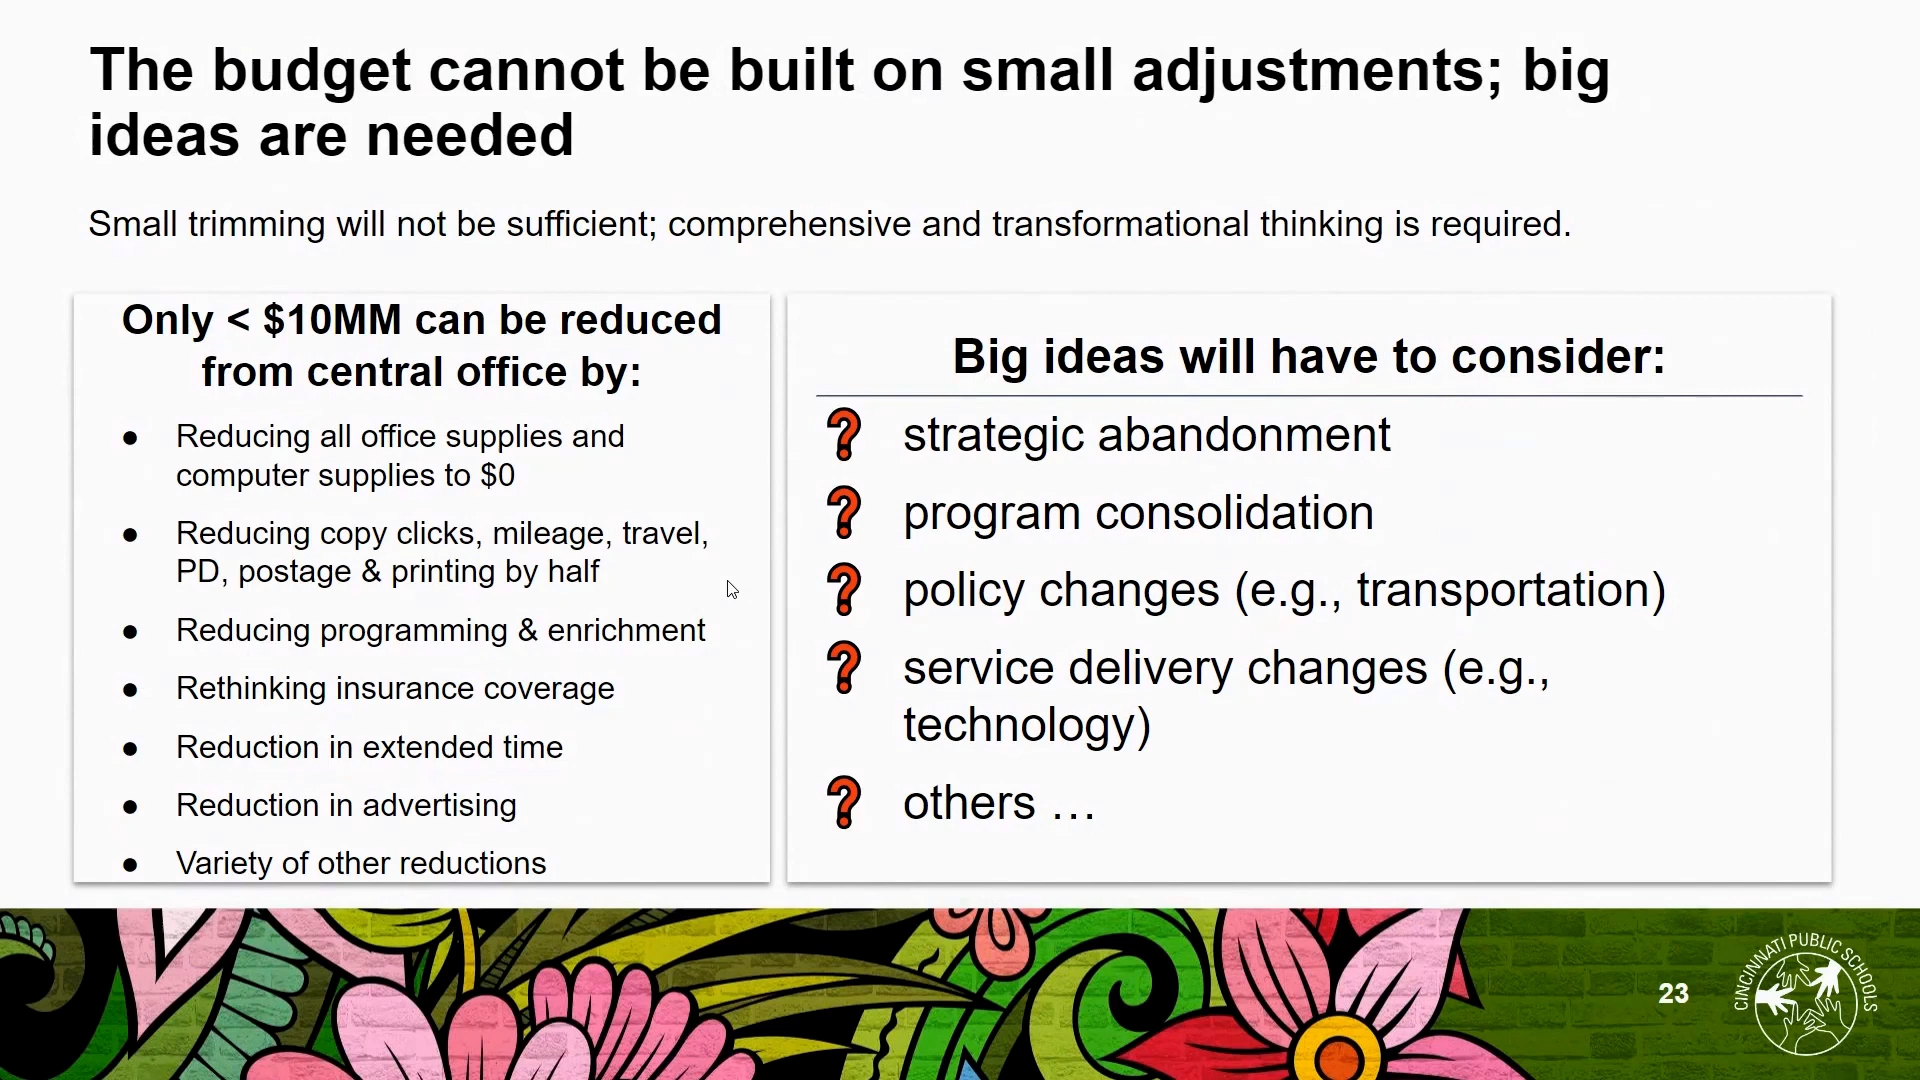 The budget cannot be built on small adjustments; big
ideas are needed
Small trimming will not be sufficient; comprehensive and transformational thinking is required.
Only < $10MM can be reduced
from central office by:
● Reducing all office supplies and
computer supplies to $0
● Reducing copy clicks, mileage, travel,
PD, postage & printing by half
● Reducing programming & enrichment
● Rethinking insurance coverage
● Reduction in extended time
● Reduction in advertising
● Variety of other reductions
Big ideas will have to consider:
❓ strategic abandonment
❓ program consolidation
❓ policy changes (e.g., transportation)
❓ service delivery changes (e.g.,
technology)
❓ others …
23
CINCINNATI PUBLIC SCHOOLS